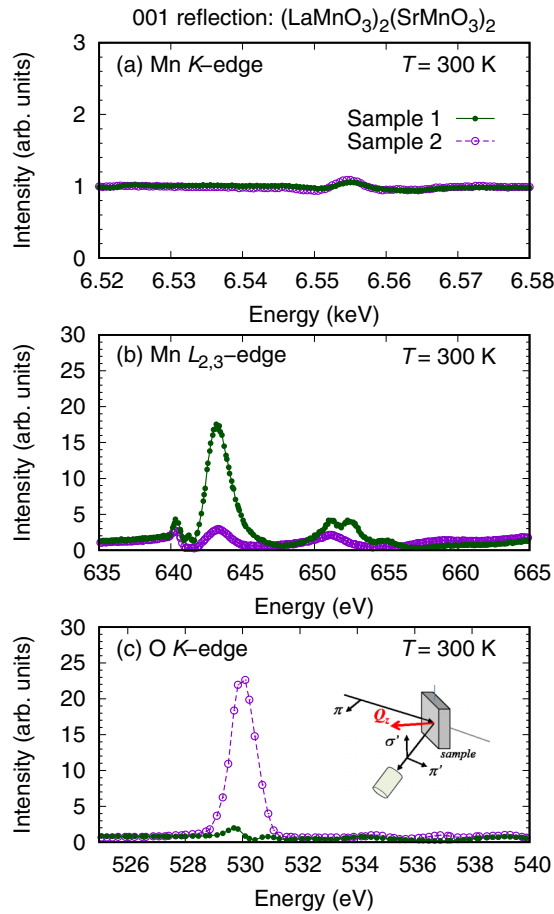 001 reflection: (LaMnO₃)₂(SrMnO₃)₂
(a) Mn K−edge
T = 300 K
Sample 1
Sample 2
Intensity (arb. units)
3
2
1
0
6.52 6.53 6.54 6.55 6.56 6.57 6.58
Energy (keV)
(b) Mn L₂,₃−edge
T = 300 K
Intensity (arb. units)
30
25
20
15
10
5
0
635 640 645 650 655 660 665
Energy (eV)
(c) O K−edge
T = 300 K
Intensity (arb. units)
30
25
20
15
10
5
0
π
Q_z
σ'
sample
π'
526 528 530 532 534 536 538 540
Energy (eV)